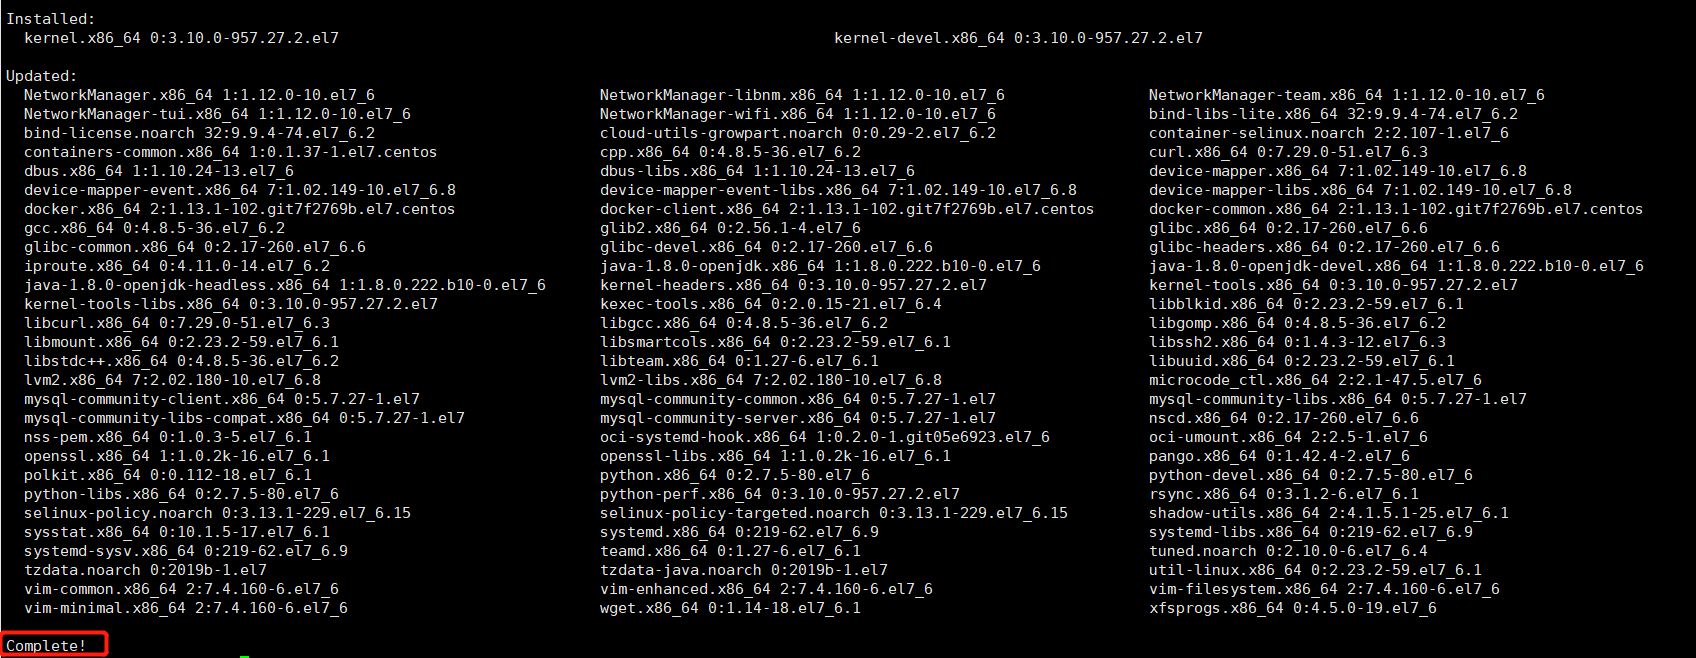 Installed:
  kernel.x86_64 0:3.10.0-957.27.2.el7                                                       kernel-devel.x86_64 0:3.10.0-957.27.2.el7
Updated:
  NetworkManager.x86_64 1:1.12.0-10.el7_6 NetworkManager-libnm.x86_64 1:1.12.0-10.el7_6 NetworkManager-team.x86_64 1:1.12.0-10.el7_6
  NetworkManager-tui.x86_64 1:1.12.0-10.el7_6 NetworkManager-wifi.x86_64 1:1.12.0-10.el7_6 bind-libs-lite.x86_64 32:9.9.4-74.el7_6.2
  bind-license.noarch 32:9.9.4-74.el7_6.2 cloud-utils-growpart.noarch 0:0.29-2.el7_6.2 container-selinux.noarch 2:2.107-1.el7_6
  containers-common.x86_64 1:0.1.37-1.el7.centos cpp.x86_64 0:4.8.5-36.el7_6.2 curl.x86_64 0:7.29.0-51.el7_6.3
  dbus.x86_64 1:1.10.24-13.el7_6 dbus-libs.x86_64 1:1.10.24-13.el7_6 device-mapper.x86_64 7:1.02.149-10.el7_6.8
  device-mapper-event.x86_64 7:1.02.149-10.el7_6.8 device-mapper-event-libs.x86_64 7:1.02.149-10.el7_6.8 device-mapper-libs.x86_64 7:1.02.149-10.el7_6.8
  docker.x86_64 2:1.13.1-102.git7f2769b.el7.centos docker-client.x86_64 2:1.13.1-102.git7f2769b.el7.centos docker-common.x86_64 2:1.13.1-102.git7f2769b.el7.centos
  gcc.x86_64 0:4.8.5-36.el7_6.2 glib2.x86_64 0:2.56.1-4.el7_6 glibc.x86_64 0:2.17-260.el7_6.6
  glibc-common.x86_64 0:2.17-260.el7_6.6 glibc-devel.x86_64 0:2.17-260.el7_6.6 glibc-headers.x86_64 0:2.17-260.el7_6.6
  iproute.x86_64 0:4.11.0-14.el7_6.2 java-1.8.0-openjdk.x86_64 1:1.8.0.222.b10-0.el7_6 java-1.8.0-openjdk-devel.x86_64 1:1.8.0.222.b10-0.el7_6
  java-1.8.0-openjdk-headless.x86_64 1:1.8.0.222.b10-0.el7_6 kernel-headers.x86_64 0:3.10.0-957.27.2.el7 kernel-tools.x86_64 0:3.10.0-957.27.2.el7
  kernel-tools-libs.x86_64 0:3.10.0-957.27.2.el7 kexec-tools.x86_64 0:2.0.15-21.el7_6.4 libblkid.x86_64 0:2.23.2-59.el7_6.1
  libcurl.x86_64 0:7.29.0-51.el7_6.3 libgcc.x86_64 0:4.8.5-36.el7_6.2 libgomp.x86_64 0:4.8.5-36.el7_6.2
  libmount.x86_64 0:2.23.2-59.el7_6.1 libsmartcols.x86_64 0:2.23.2-59.el7_6.1 libssh2.x86_64 0:1.4.3-12.el7_6.3
  libstdc++.x86_64 0:4.8.5-36.el7_6.2 libteam.x86_64 0:1.27-6.el7_6.1 libuuid.x86_64 0:2.23.2-59.el7_6.1
  lvm2.x86_64 7:2.02.180-10.el7_6.8 lvm2-libs.x86_64 7:2.02.180-10.el7_6.8 microcode_ctl.x86_64 2:2.1-47.5.el7_6
  mysql-community-client.x86_64 0:5.7.27-1.el7 mysql-community-common.x86_64 0:5.7.27-1.el7 mysql-community-libs.x86_64 0:5.7.27-1.el7
  mysql-community-libs-compat.x86_64 0:5.7.27-1.el7 mysql-community-server.x86_64 0:5.7.27-1.el7 nscd.x86_64 0:2.17-260.el7_6.6
  nss-pem.x86_64 0:1.0.3-5.el7_6.1 oci-systemd-hook.x86_64 1:0.2.0-1.git05e6923.el7_6 oci-umount.x86_64 2:2.5-1.el7_6
  openssl.x86_64 1:1.0.2k-16.el7_6.1 openssl-libs.x86_64 1:1.0.2k-16.el7_6.1 pango.x86_64 0:1.42.4-2.el7_6
  polkit.x86_64 0:0.112-18.el7_6.1 python.x86_64 0:2.7.5-80.el7_6 python-devel.x86_64 0:2.7.5-80.el7_6
  python-libs.x86_64 0:2.7.5-80.el7_6 python-perf.x86_64 0:3.10.0-957.27.2.el7 rsync.x86_64 0:3.1.2-6.el7_6.1
  selinux-policy.noarch 0:3.13.1-229.el7_6.15 selinux-policy-targeted.noarch 0:3.13.1-229.el7_6.15 shadow-utils.x86_64 2:4.1.5.1-25.el7_6.1
  sysstat.x86_64 0:10.1.5-17.el7_6.1 systemd.x86_64 0:219-62.el7_6.9 systemd-libs.x86_64 0:219-62.el7_6.9
  systemd-sysv.x86_64 0:219-62.el7_6.9 teamd.x86_64 0:1.27-6.el7_6.1 tuned.noarch 0:2.10.0-6.el7_6.4
  tzdata.noarch 0:2019b-1.el7 tzdata-java.noarch 0:2019b-1.el7 util-linux.x86_64 0:2.23.2-59.el7_6.1
  vim-common.x86_64 2:7.4.160-6.el7_6 vim-enhanced.x86_64 2:7.4.160-6.el7_6 vim-filesystem.x86_64 2:7.4.160-6.el7_6
  vim-minimal.x86_64 2:7.4.160-6.el7_6 wget.x86_64 0:1.14-18.el7_6.1 xfsprogs.x86_64 0:4.5.0-19.el7_6
Complete!